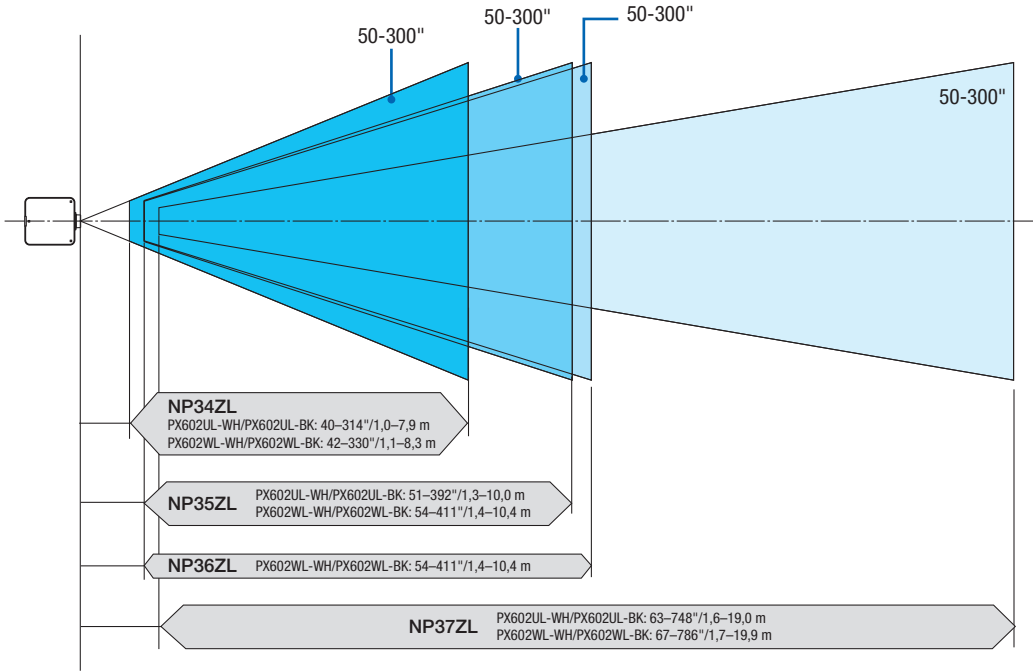 50-300"
50-300"
50-300"
50-300"
NP34ZL
PX602UL-WH/PX602UL-BK: 40–314"/1,0–7,9 m
PX602WL-WH/PX602WL-BK: 42–330"/1,1–8,3 m
NP35ZL
PX602UL-WH/PX602UL-BK: 51–392"/1,3–10,0 m
PX602WL-WH/PX602WL-BK: 54–411"/1,4–10,4 m
NP36ZL PX602WL-WH/PX602WL-BK: 54–411"/1,4–10,4 m
NP37ZL
PX602UL-WH/PX602UL-BK: 63–748"/1,6–19,0 m
PX602WL-WH/PX602WL-BK: 67–786"/1,7–19,9 m